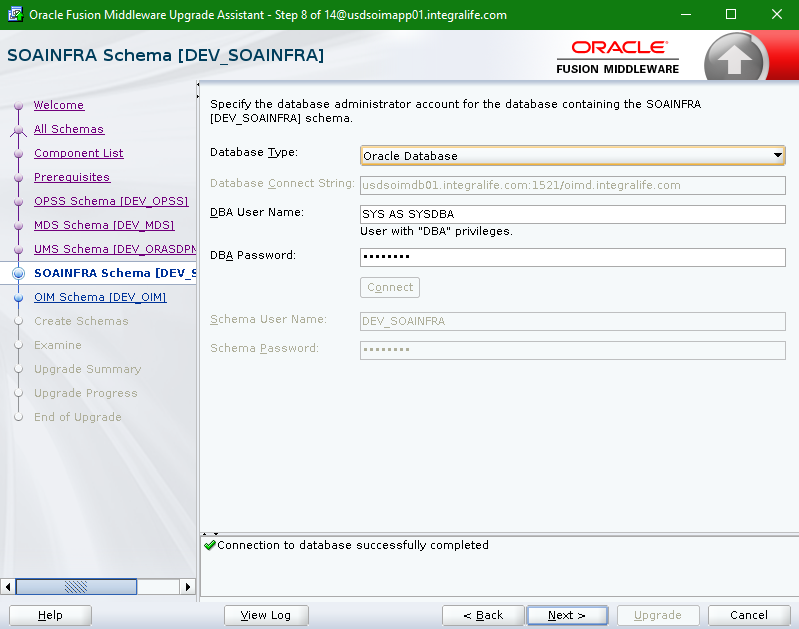 Oracle Fusion Middleware Upgrade Assistant - Step 8 of 14@usdsoimapp01.integralife.com
SOAINFRA Schema [DEV_SOAINFRA]
ORACLE®
FUSION MIDDLEWARE
Welcome
All Schemas
Component List
Prerequisites
OPSS Schema [DEV_OPSS]
MDS Schema [DEV_MDS]
UMS Schema [DEV_ORASDPM
SOAINFRA Schema [DEV_S
OIM Schema [DEV_OIM]
Create Schemas
Examine
Upgrade Summary
Upgrade Progress
End of Upgrade
Specify the database administrator account for the database containing the SOAINFRA
[DEV_SOAINFRA] schema.
Database Type: Oracle Database
Database Connect String: usdsoimdb01.integralife.com:1521/oimd.integralife.com
DBA User Name: SYS AS SYSDBA
User with "DBA" privileges.
DBA Password: ••••••••
Connect
Schema User Name: DEV_SOAINFRA
Schema Password: ••••••••
Connection to database successfully completed
Help View Log < Back Next > Upgrade Cancel